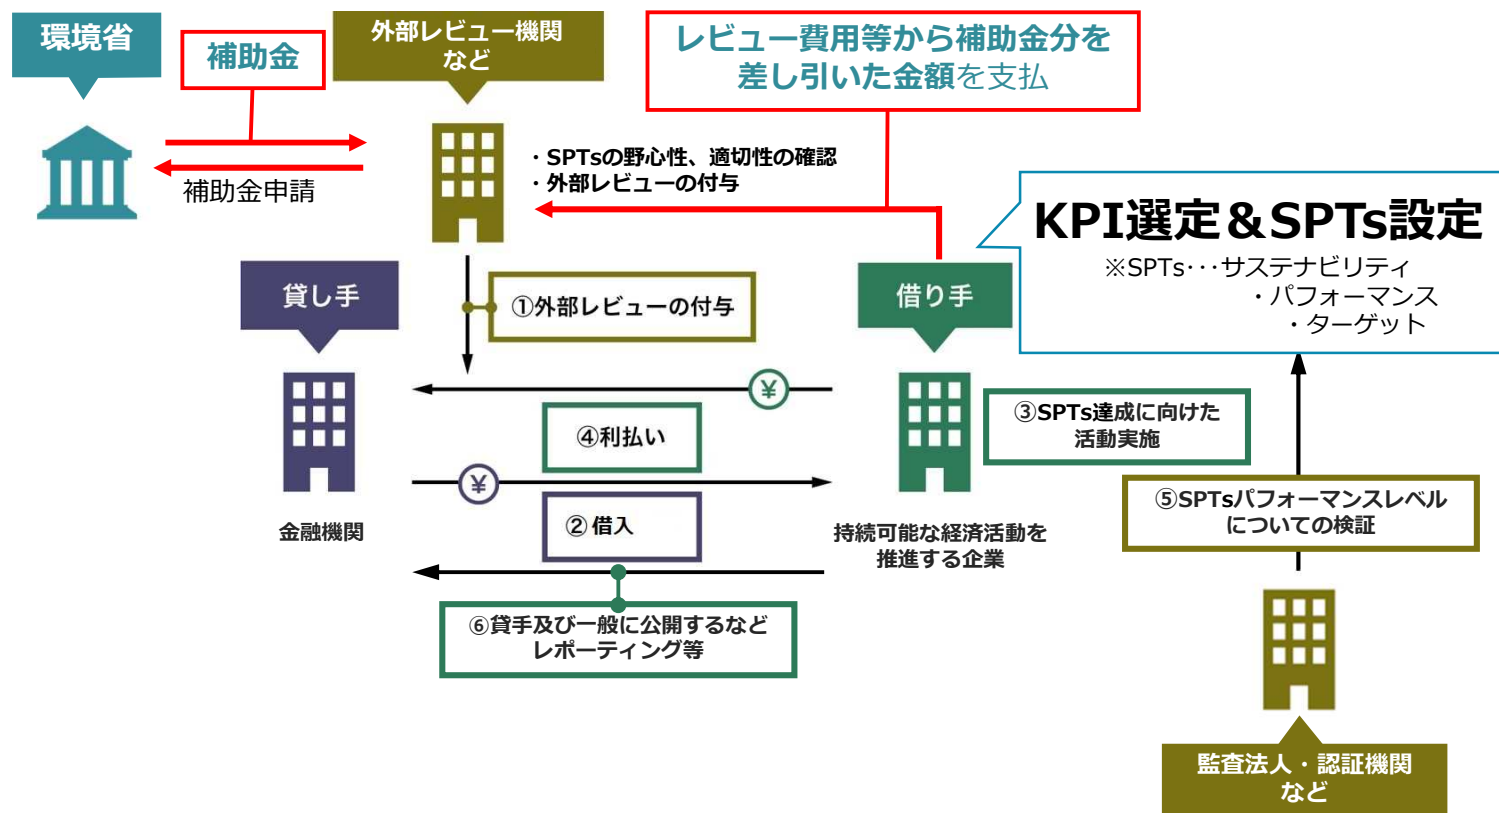 環境省
補助金
外部レビュー機関
など
レビュー費用等から補助金分を
差し引いた金額を支払
補助金申請
・SPTsの野心性、適切性の確認
・外部レビューの付与
KPI選定＆SPTs設定
※SPTs･･･サステナビリティ
・パフォーマンス
・ターゲット
貸し手
①外部レビューの付与
借り手
¥
④利払い
③SPTs達成に向けた
活動実施
¥
②借入
金融機関
持続可能な経済活動を
推進する企業
⑤SPTsパフォーマンスレベル
についての検証
⑥貸手及び一般に公開するなど
レポーティング等
監査法人・認証機関
など